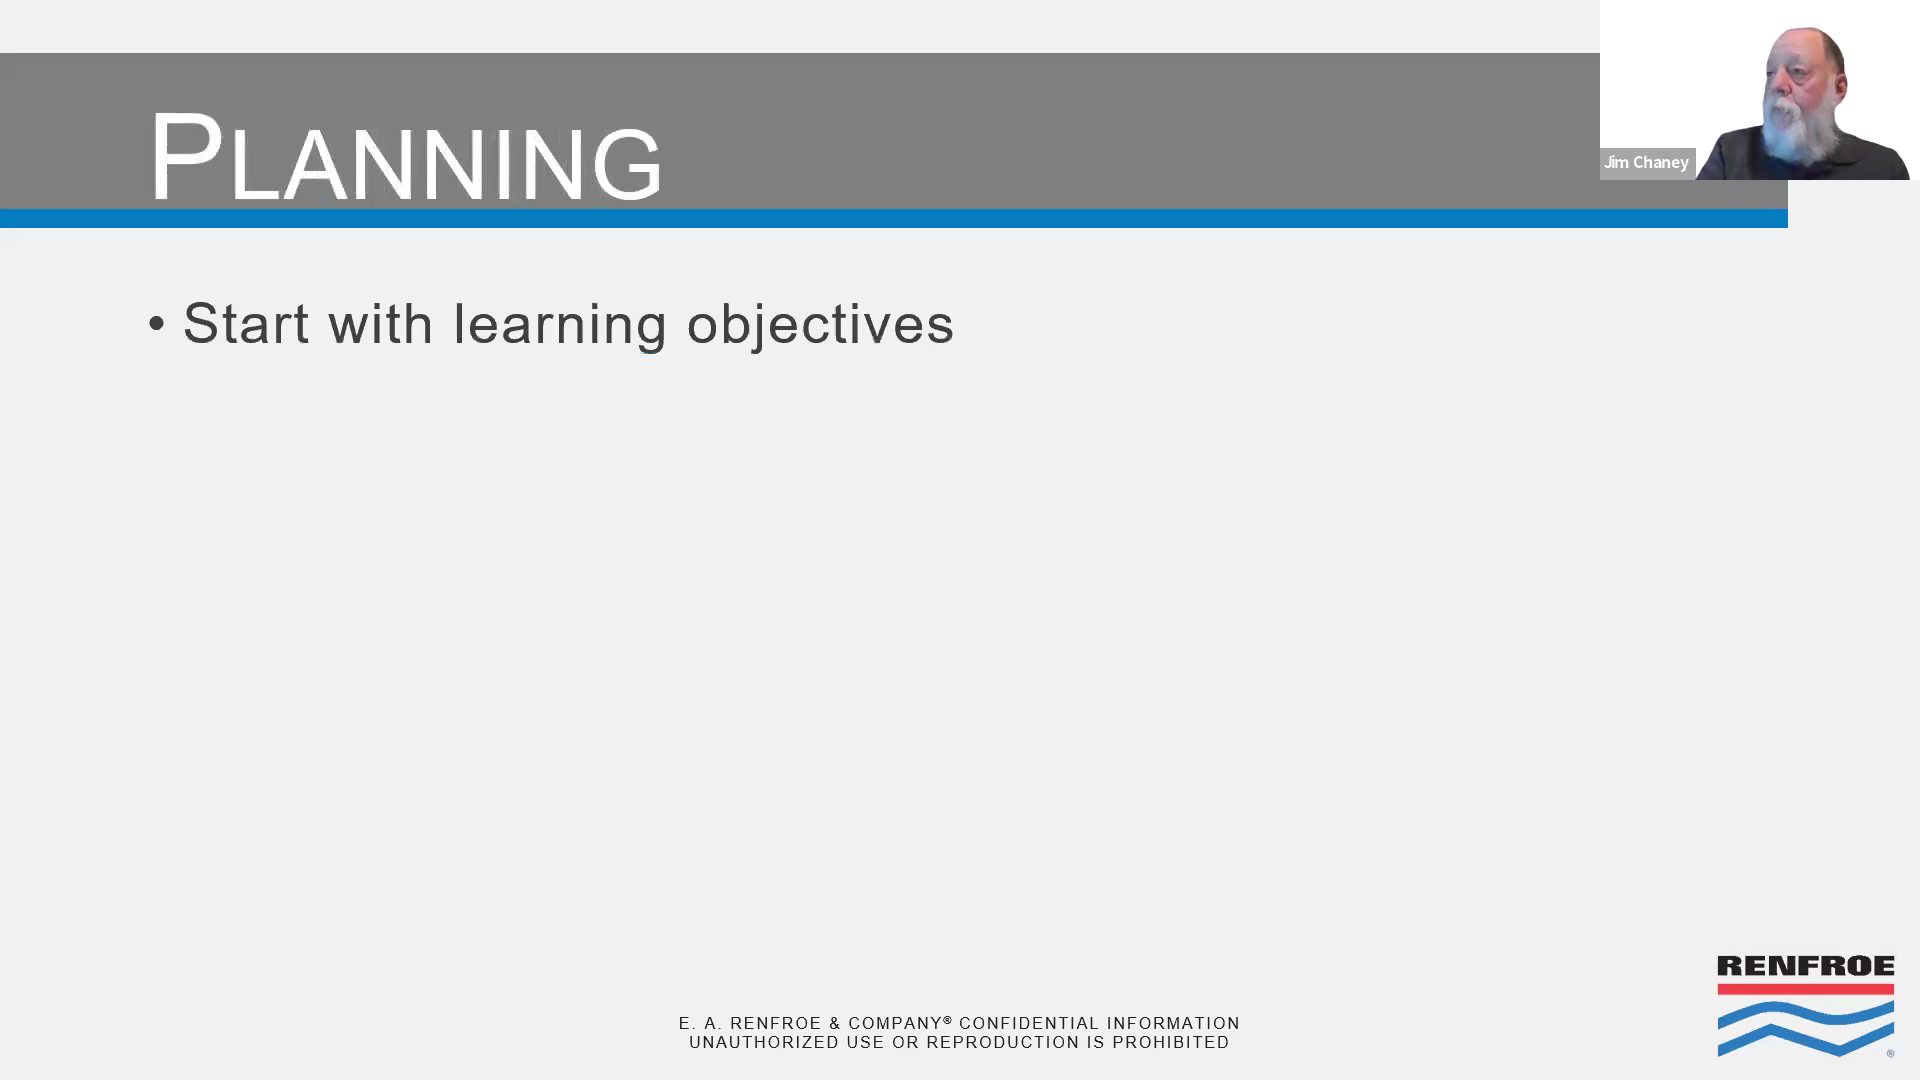 PLANNING
Jim Chaney
• Start with learning objectives
RENFROE
®
E. A. RENFROE & COMPANY® CONFIDENTIAL INFORMATION
UNAUTHORIZED USE OR REPRODUCTION IS PROHIBITED